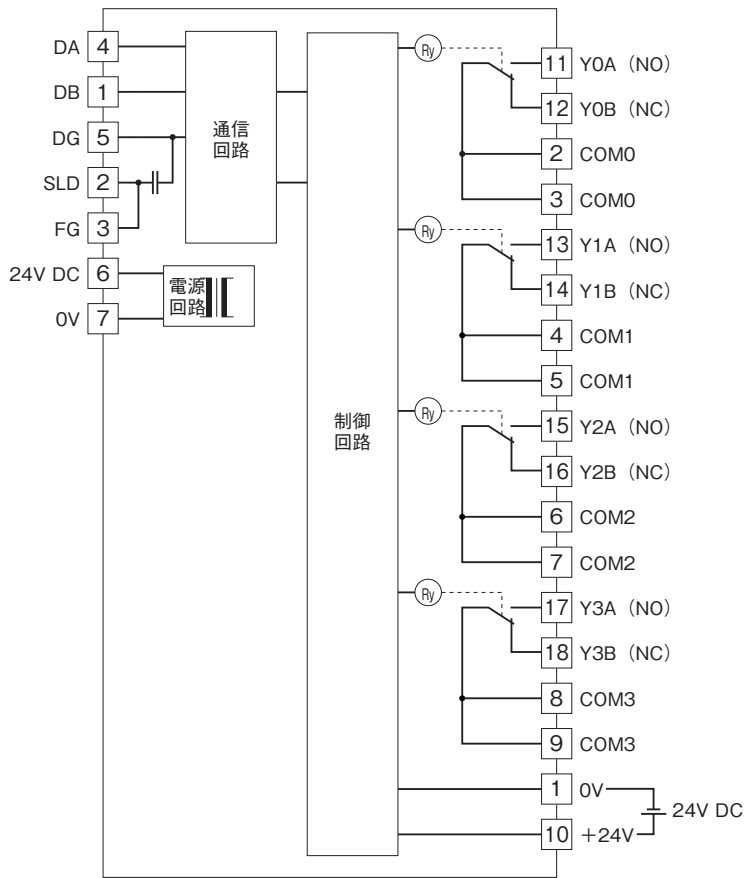 DA 4
DB 1
DG 5
SLD 2
FG 3
24V DC 6
0V 7
通信
回路
電源
回路
制御
回路
Ry
11 Y0A (NO)
12 Y0B (NC)
2 COM0
3 COM0
Ry
13 Y1A (NO)
14 Y1B (NC)
4 COM1
5 COM1
Ry
15 Y2A (NO)
16 Y2B (NC)
6 COM2
7 COM2
Ry
17 Y3A (NO)
18 Y3B (NC)
8 COM3
9 COM3
1 0V
10 +24V
24V DC